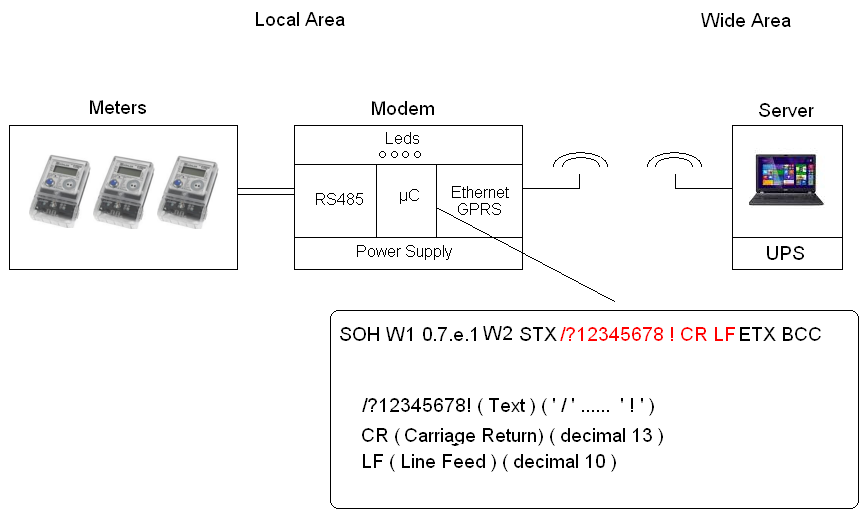 Local Area
Wide Area
Meters
Modem
Server
Leds
RS485
µC
Ethernet
GPRS
Power Supply
UPS
SOH W1 0.7.e.1 W2 STX /?12345678 ! CR LF ETX BCC
/?12345678! ( Text ) ( ' / ' ...... ' ! ' )
CR ( Carriage Return) ( decimal 13 )
LF ( Line Feed ) ( decimal 10 )